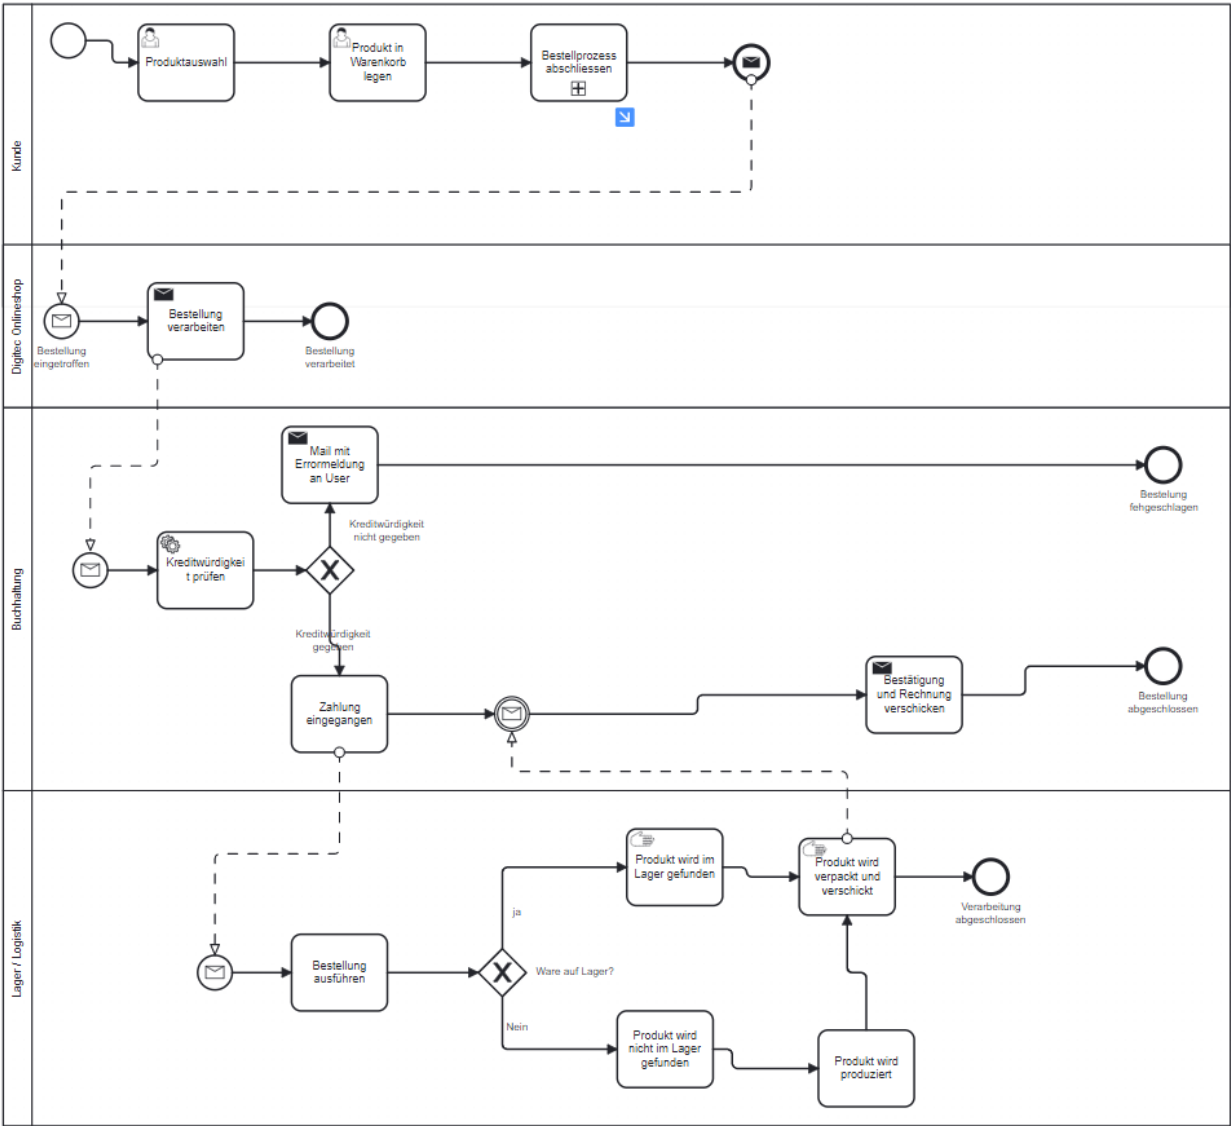 Kunde
Produktauswahl
Produkt in
Warenkorb
legen
Bestellprozess
abschliessen
Digitec Onlineshop
Bestellung
eingetroffen
Bestellung
verarbeiten
Bestellung
verarbeitet
Buchhaltung
Mail mit
Errormeldung
an User
Bestelung
fehgeschlagen
Kreditwürdigkeit
nicht gegeben
Kreditwürdigkei
t prüfen
Kreditwürdigkeit
gegeben
Zahlung
eingegangen
Bestätigung
und Rechnung
verschicken
Bestellung
abgeschlossen
Lager / Logistik
Bestellung
ausführen
Ware auf Lager?
ja
Produkt wird im
Lager gefunden
Produkt wird
verpackt und
verschickt
Verarbeitung
abgeschlossen
Nein
Produkt wird
nicht im Lager
gefunden
Produkt wird
produziert